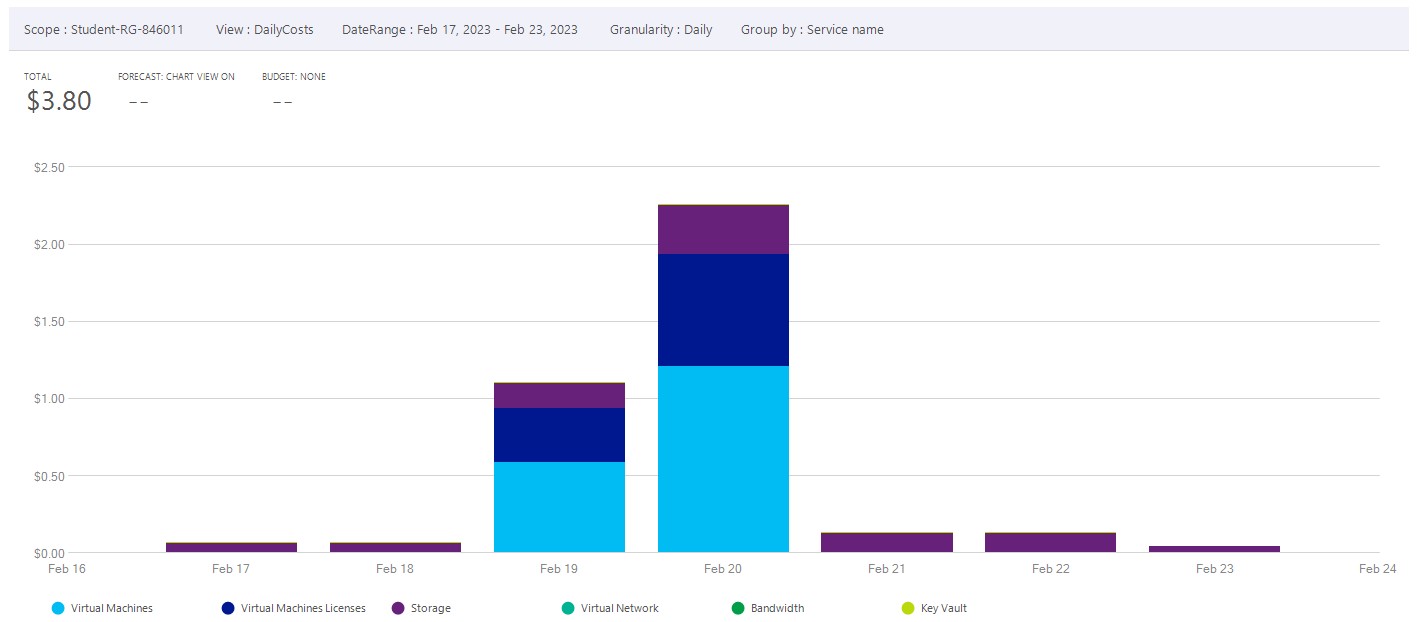 Scope : Student-RG-846011 View : DailyCosts DateRange : Feb 17, 2023 - Feb 23, 2023 Granularity : Daily Group by : Service name
TOTAL FORECAST: CHART VIEW ON BUDGET: NONE
$3.80 -- --
$2.50
$2.00
$1.50
$1.00
$0.50
$0.00
Feb 16 Feb 17 Feb 18 Feb 19 Feb 20 Feb 21 Feb 22 Feb 23 Feb 24
Virtual Machines Virtual Machines Licenses Storage Virtual Network Bandwidth Key Vault